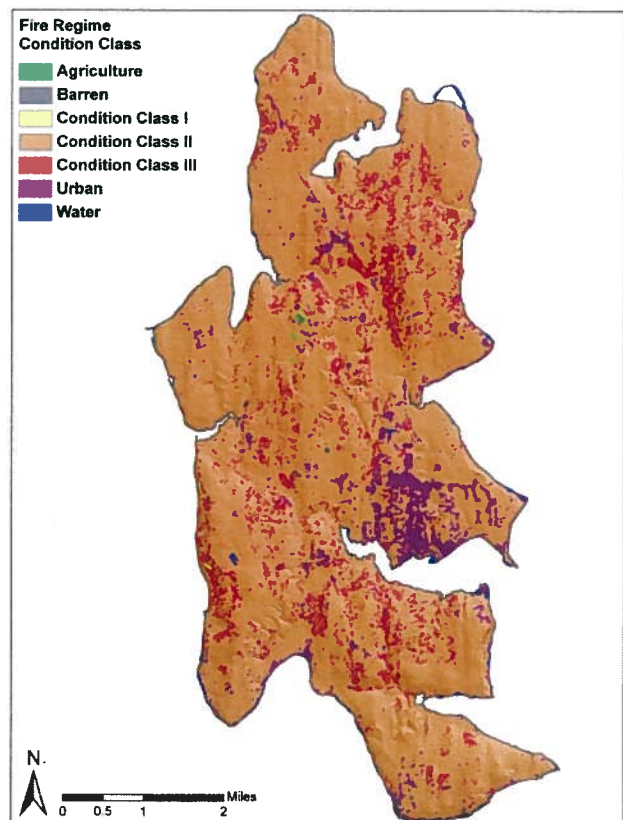 Fire Regime
Condition Class
Agriculture
Barren
Condition Class I
Condition Class II
Condition Class III
Urban
Water
N.
Miles
0 0.5 1 2